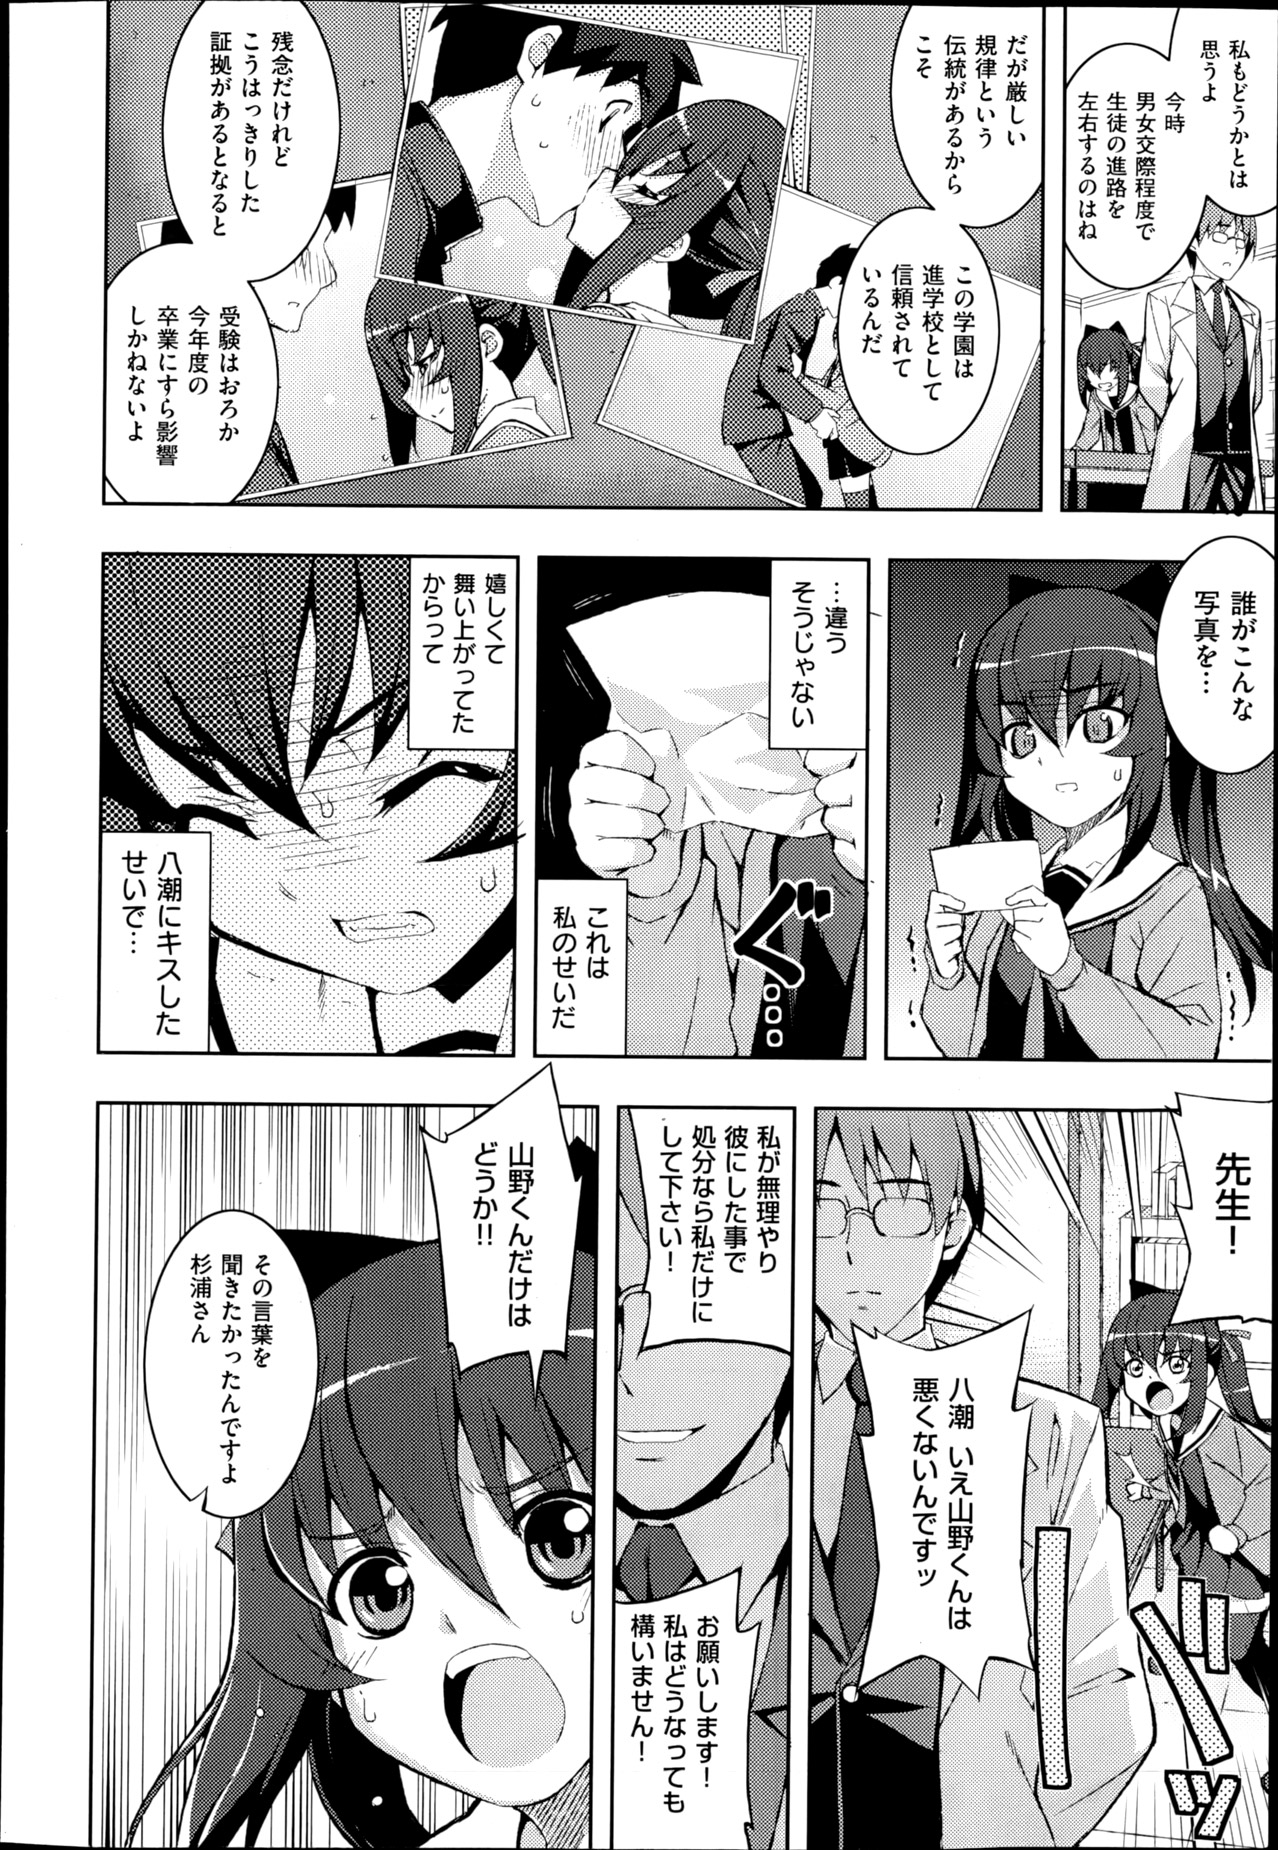 私もどうかとは
思うよ
今時
男女交際程度で
生徒の進路を
左右するのはね
だが厳しい
規律という
伝統があるから
こそ
この学園は
進学校として
信頼されて
いるんだ
残念だけれど
こうはっきりした
証拠があるとなると
受験はおろか
今年度の
卒業にすら影響
しかねないよ
誰がこんな
写真を…
…違う
そうじゃない
これは
私のせいだ
グ…
嬉しくて
舞い上がってた
からって
八潮にキスした
せいで…
先生！
ガタッ
八潮 いえ山野くんは
悪くないんですッ
私が無理やり
彼にした事で
処分なら私だけに
して下さい！
お願いします！
私はどうなっても
構いません！
山野くんだけは
どうか!!
その言葉を
聞きたかったんですよ
杉浦さん